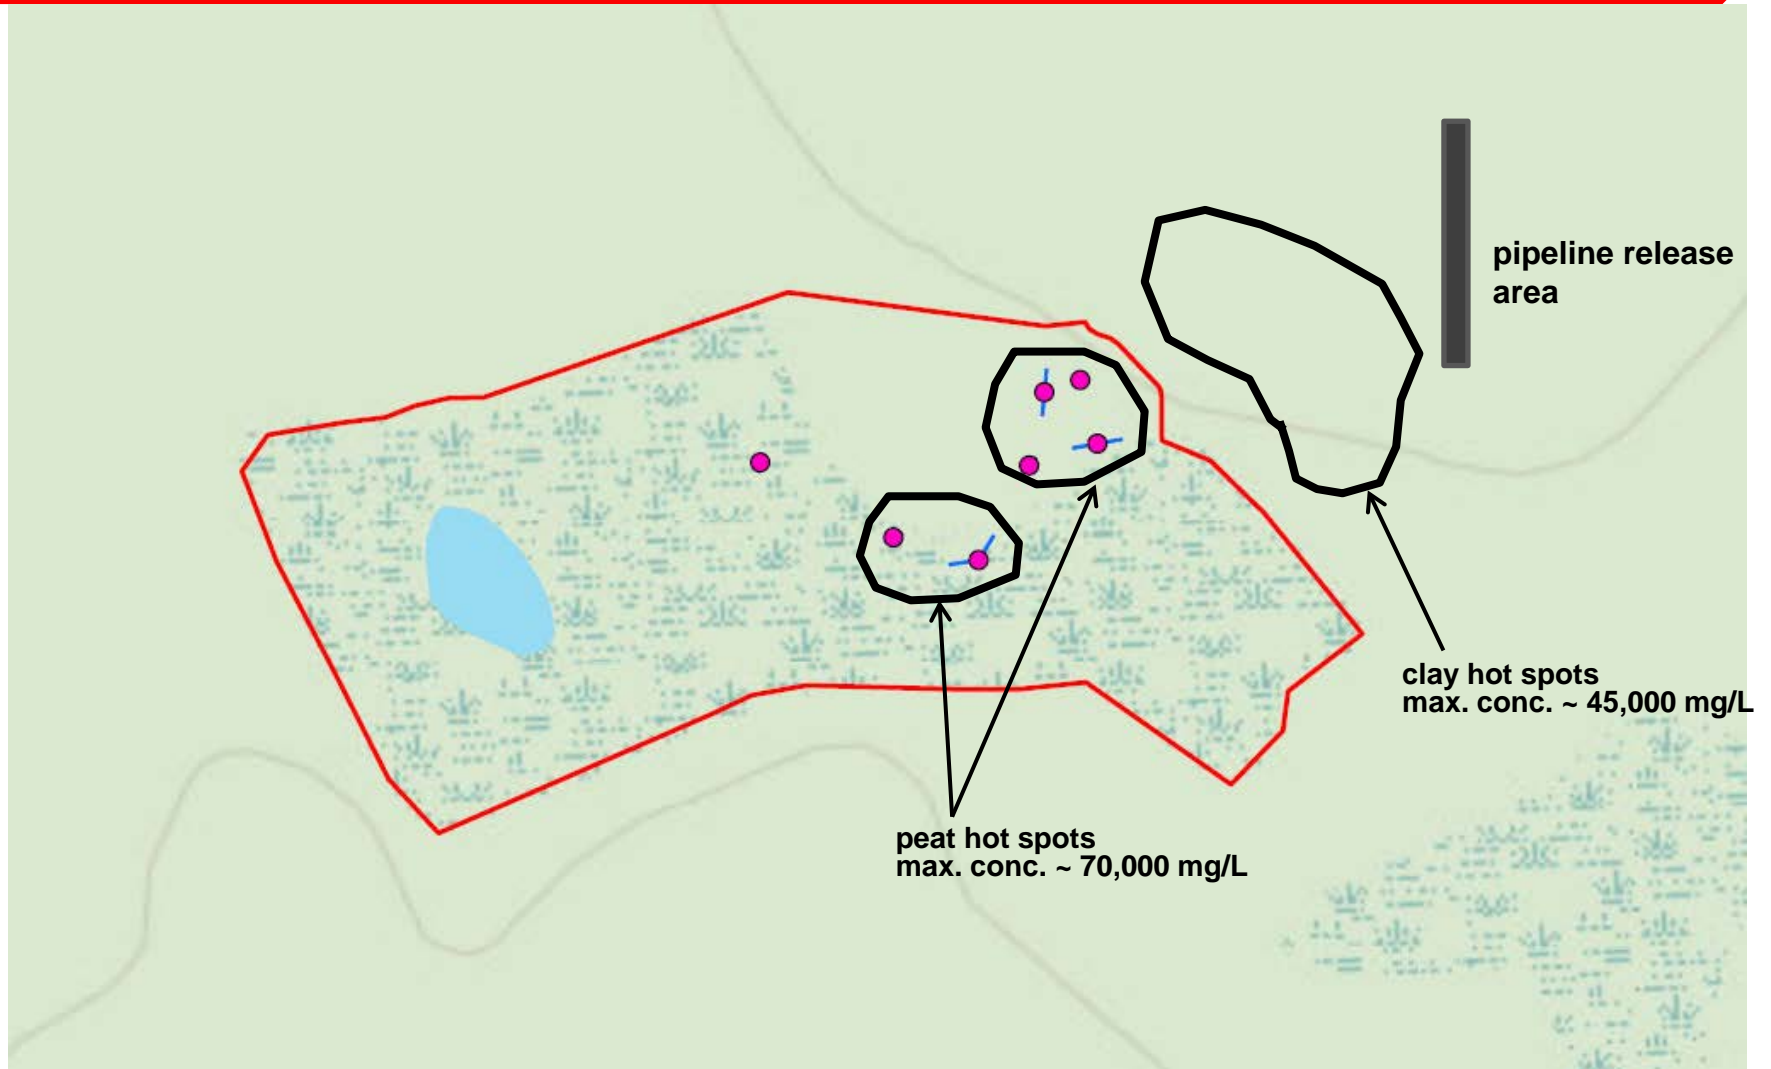 pipeline release
area
clay hot spots
max. conc. ~ 45,000 mg/L
peat hot spots
max. conc. ~ 70,000 mg/L